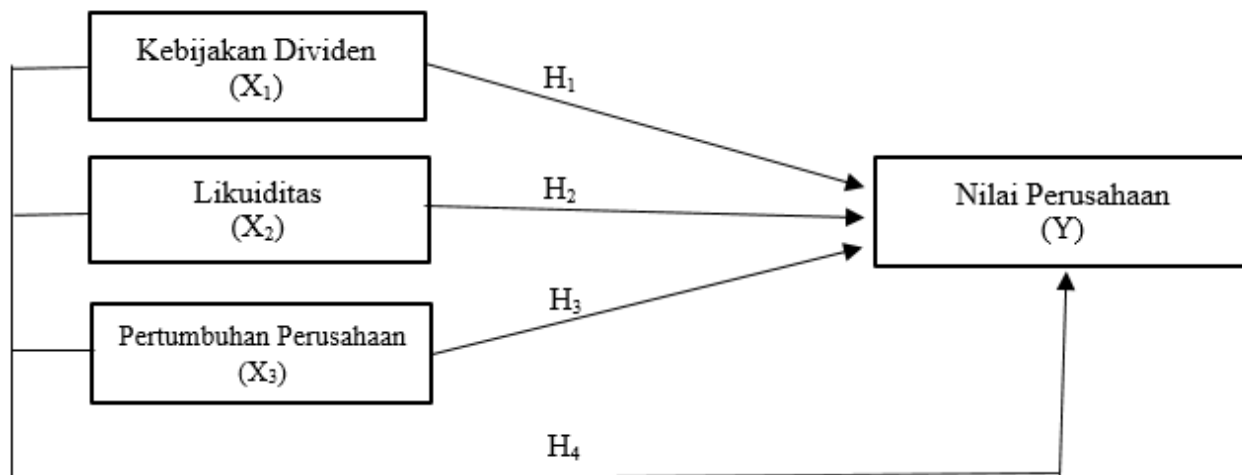 Kebijakan Dividen
(X₁)
H₁
Likuiditas
(X₂)
H₂
Nilai Perusahaan
(Y)
H₃
Pertumbuhan Perusahaan
(X₃)
H₄